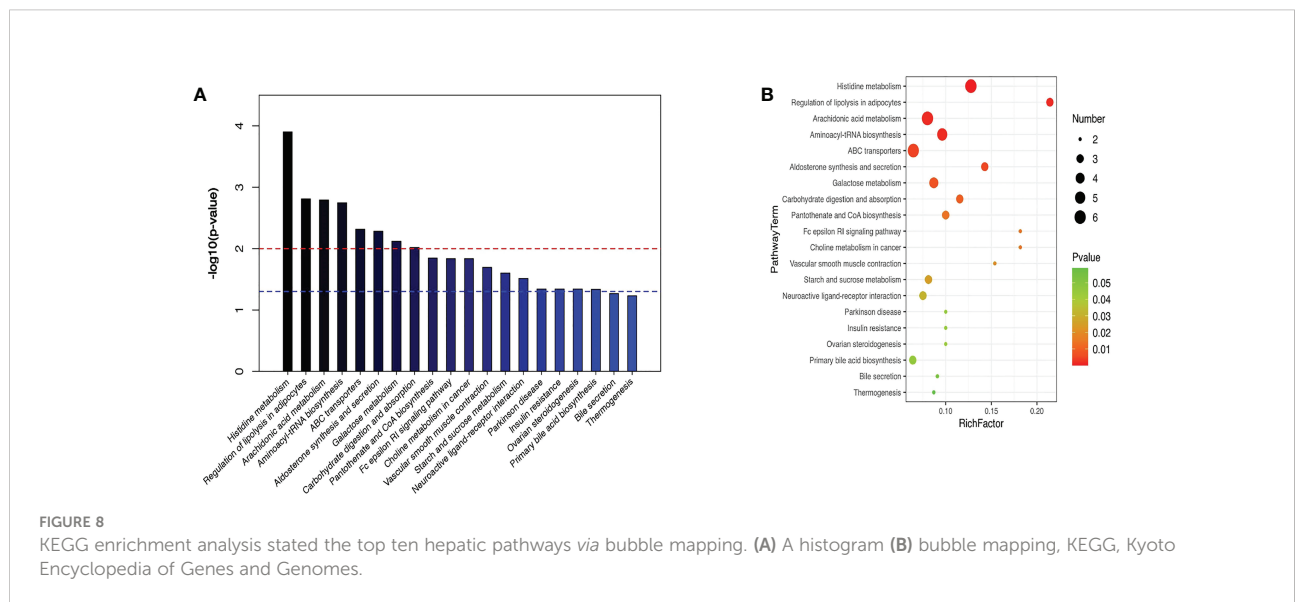 A
-log10(p-value)
4
3
2
1
0
Histidine metabolism
Regulation of lipolysis in adipocytes
Arachidonic acid metabolism
Aminoacyl-tRNA biosynthesis
ABC transporters
Aldosterone synthesis and secretion
Galactose metabolism
Carbohydrate digestion and absorption
Pantothenate and CoA biosynthesis
Fc epsilon RI signaling pathway
Choline metabolism in cancer
Vascular smooth muscle contraction
Starch and sucrose metabolism
Neuroactive ligand-receptor interaction
Parkinson disease
Insulin resistance
Ovarian steroidogenesis
Primary bile acid biosynthesis
Bile secretion
Thermogenesis
B
PathwayTerm
Histidine metabolism
Regulation of lipolysis in adipocytes
Arachidonic acid metabolism
Aminoacyl-tRNA biosynthesis
ABC transporters
Aldosterone synthesis and secretion
Galactose metabolism
Carbohydrate digestion and absorption
Pantothenate and CoA biosynthesis
Fc epsilon RI signaling pathway
Choline metabolism in cancer
Vascular smooth muscle contraction
Starch and sucrose metabolism
Neuroactive ligand-receptor interaction
Parkinson disease
Insulin resistance
Ovarian steroidogenesis
Primary bile acid biosynthesis
Bile secretion
Thermogenesis
0.10 0.15 0.20
RichFactor
Number
2
3
4
5
6
Pvalue
0.05
0.04
0.03
0.02
0.01
FIGURE 8
KEGG enrichment analysis stated the top ten hepatic pathways via bubble mapping. (A) A histogram (B) bubble mapping, KEGG, Kyoto
Encyclopedia of Genes and Genomes.